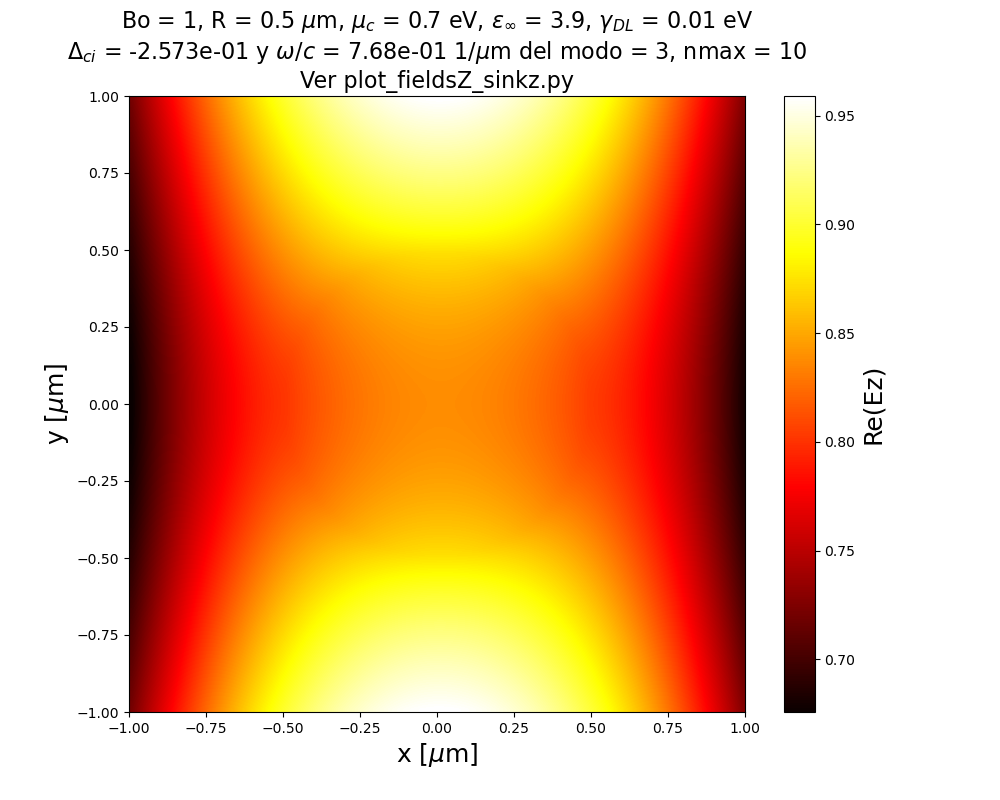 Bo = 1, R = 0.5 μm, μ_c = 0.7 eV, ε_∞ = 3.9, γ_DL = 0.01 eV
Δ_ci = -2.573e-01 y ω/c = 7.68e-01 1/μm del modo = 3, nmax = 10
Ver plot_fieldsZ_sinkz.py
1.00
0.75
0.50
0.25
0.00
−0.25
−0.50
−0.75
−1.00
y [μm]
−1.00 −0.75 −0.50 −0.25 0.00 0.25 0.50 0.75 1.00
x [μm]
0.95
0.90
0.85
0.80
0.75
0.70
Re(Ez)